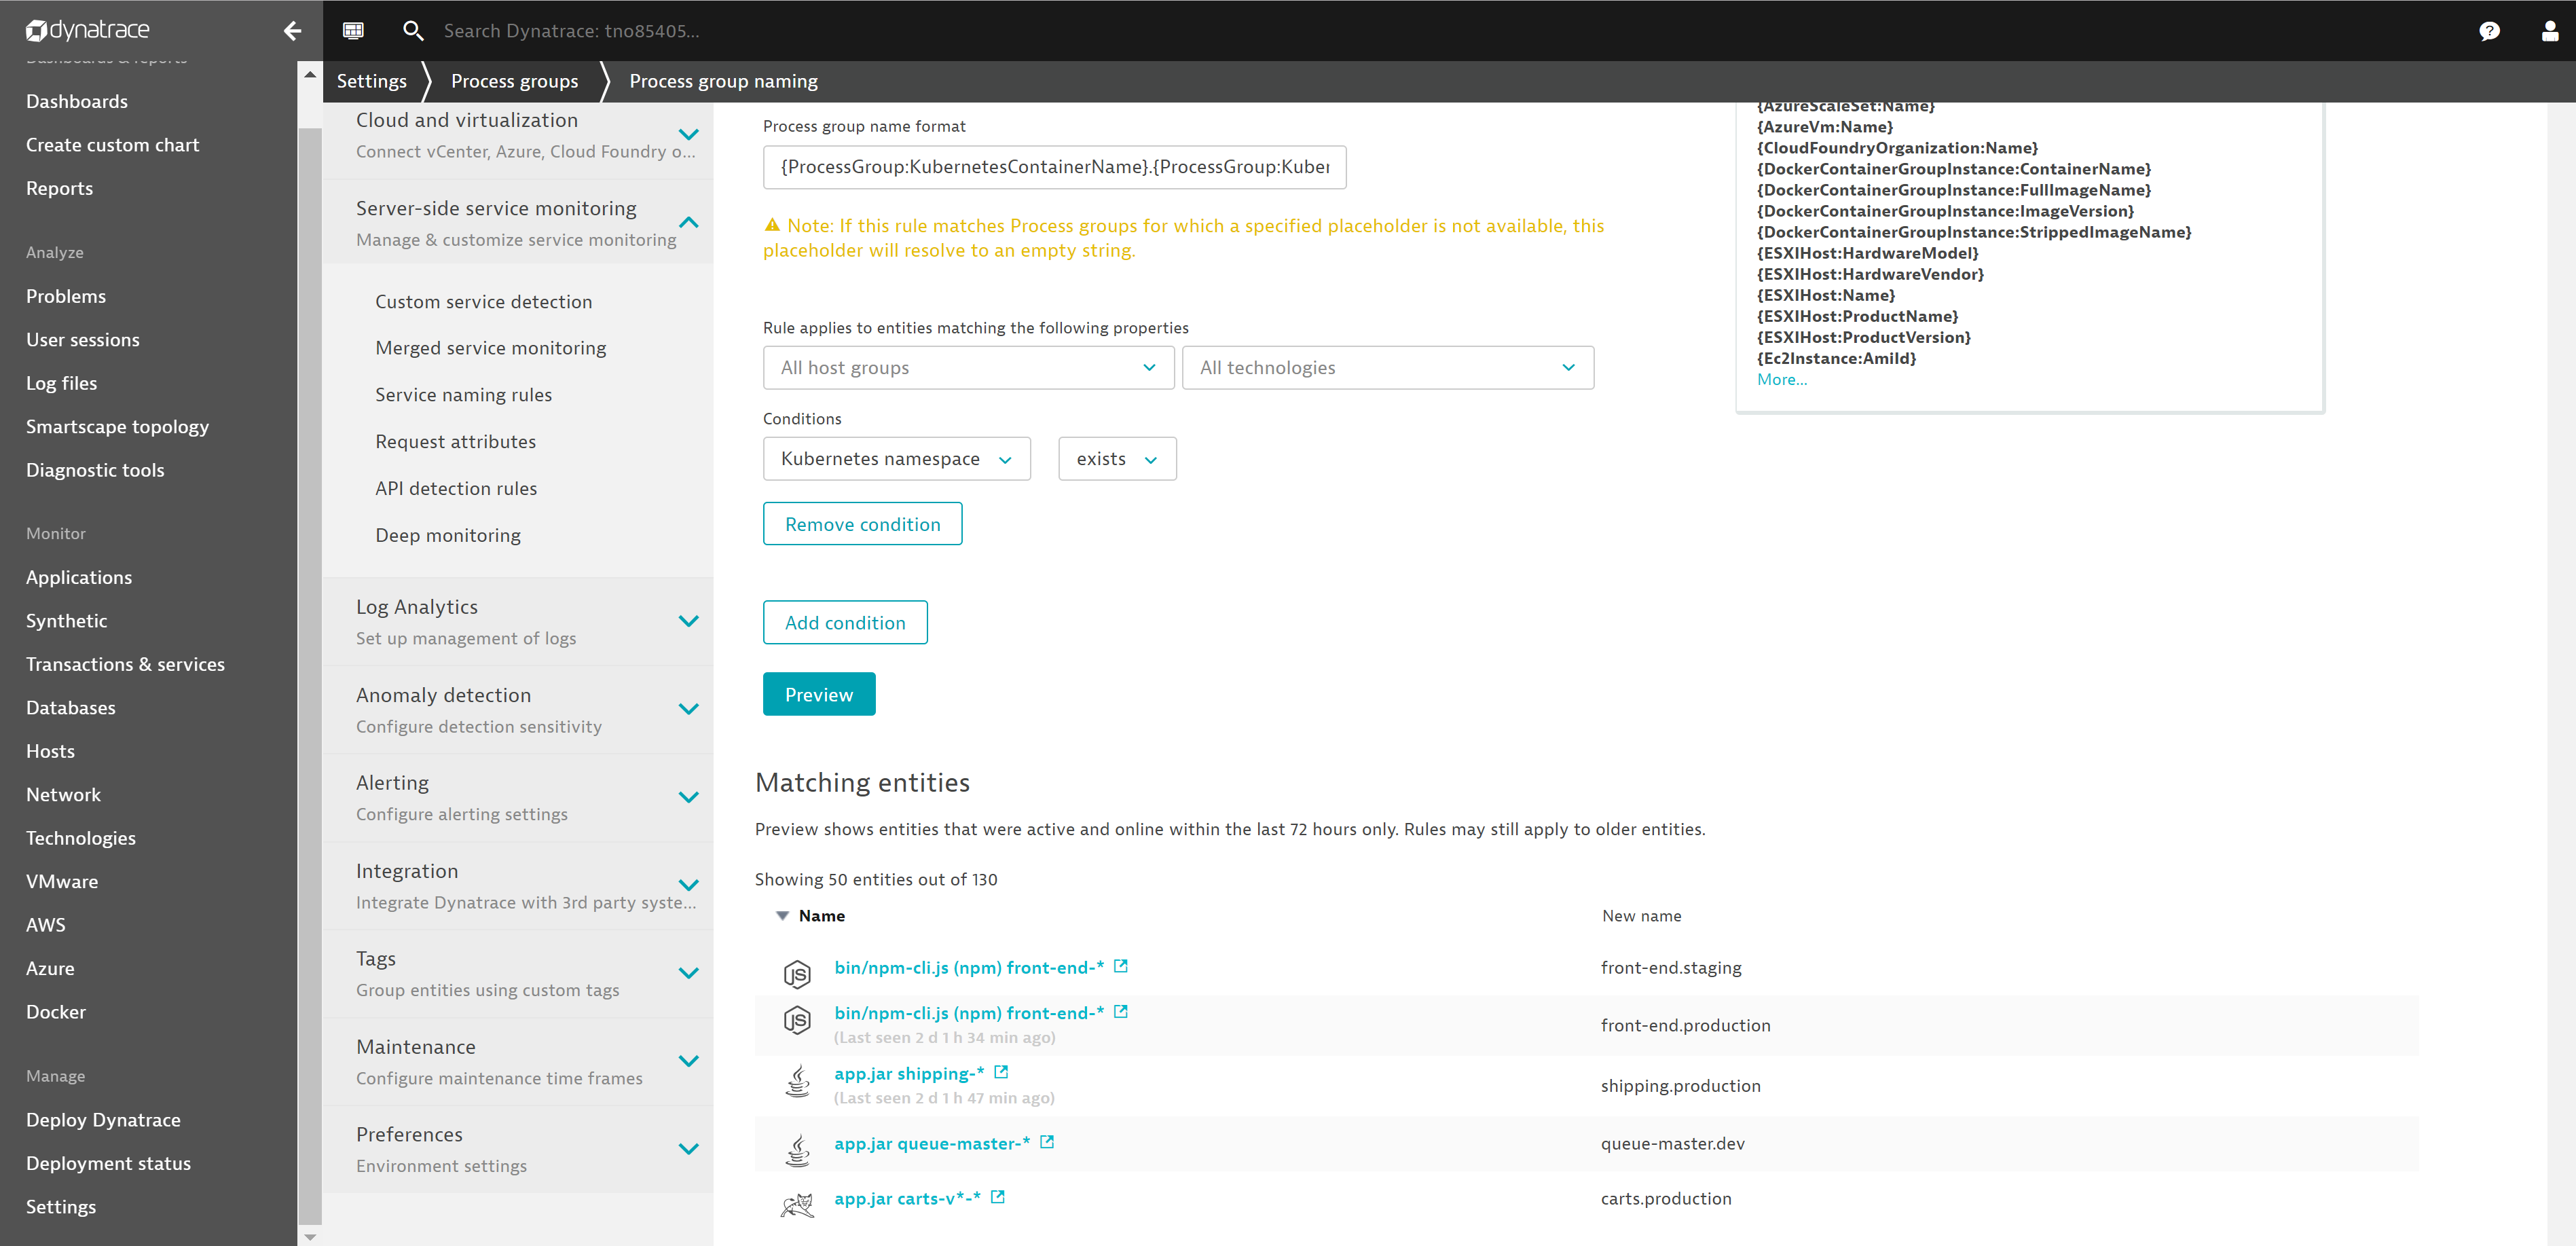 dynatrace
Search Dynatrace: tno85405...
Dashboards & reports
Dashboards
Create custom chart
Reports
Analyze
Problems
User sessions
Log files
Smartscape topology
Diagnostic tools
Monitor
Applications
Synthetic
Transactions & services
Databases
Hosts
Network
Technologies
VMware
AWS
Azure
Docker
Manage
Deploy Dynatrace
Deployment status
Settings
Settings
Process groups
Process group naming
Cloud and virtualization
Connect vCenter, Azure, Cloud Foundry o...
Server-side service monitoring
Manage & customize service monitoring
Custom service detection
Merged service monitoring
Service naming rules
Request attributes
API detection rules
Deep monitoring
Log Analytics
Set up management of logs
Anomaly detection
Configure detection sensitivity
Alerting
Configure alerting settings
Integration
Integrate Dynatrace with 3rd party syste...
Tags
Group entities using custom tags
Maintenance
Configure maintenance time frames
Preferences
Environment settings
Process group name format
{ProcessGroup:KubernetesContainerName}.{ProcessGroup:Kuber
Note: If this rule matches Process groups for which a specified placeholder is not available, this
placeholder will resolve to an empty string.
Rule applies to entities matching the following properties
All host groups
All technologies
Conditions
Kubernetes namespace
exists
Remove condition
Add condition
Preview
{AzureScaleSet:Name}
{AzureVm:Name}
{CloudFoundryOrganization:Name}
{DockerContainerGroupInstance:ContainerName}
{DockerContainerGroupInstance:FullImageName}
{DockerContainerGroupInstance:ImageVersion}
{DockerContainerGroupInstance:StrippedImageName}
{ESXIHost:HardwareModel}
{ESXIHost:HardwareVendor}
{ESXIHost:Name}
{ESXIHost:ProductName}
{ESXIHost:ProductVersion}
{Ec2Instance:AmiId}
More...
Matching entities
Preview shows entities that were active and online within the last 72 hours only. Rules may still apply to older entities.
Showing 50 entities out of 130
Name
New name
bin/npm-cli.js (npm) front-end-*
front-end.staging
bin/npm-cli.js (npm) front-end-*
(Last seen 2 d 1 h 34 min ago)
front-end.production
app.jar shipping-*
(Last seen 2 d 1 h 47 min ago)
shipping.production
app.jar queue-master-*
queue-master.dev
app.jar carts-v*-*
carts.production